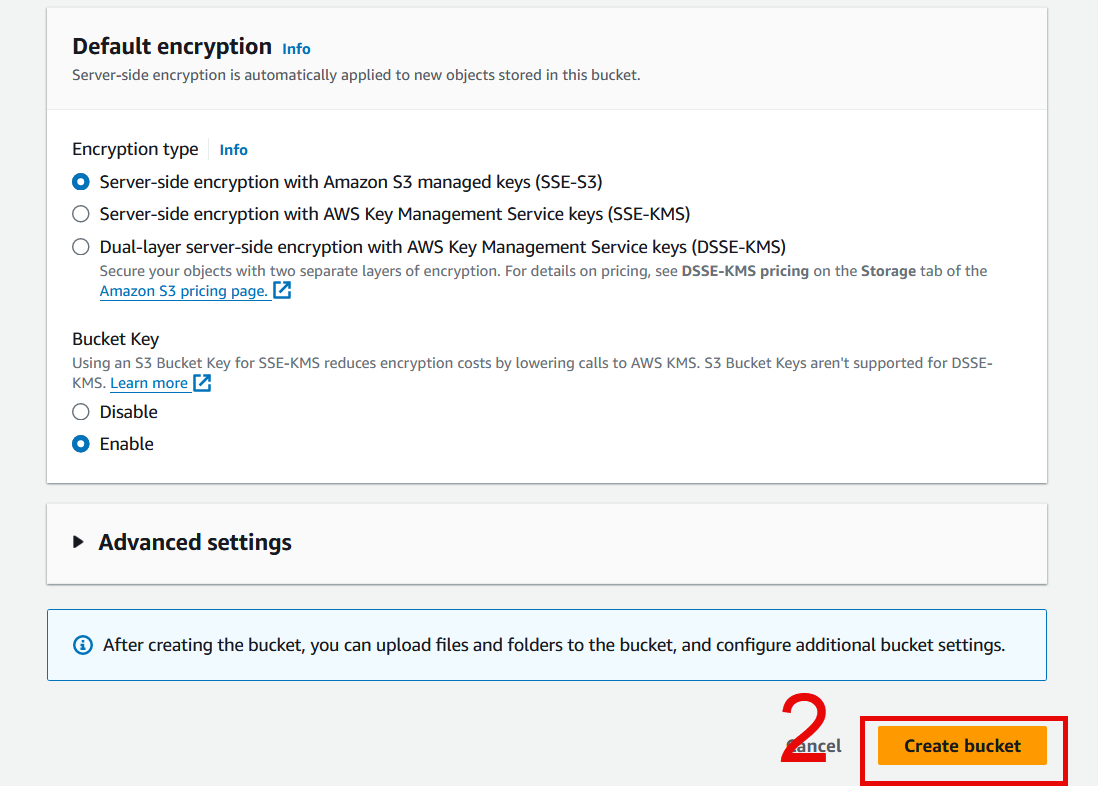 Default encryption Info
Server-side encryption is automatically applied to new objects stored in this bucket.
Encryption type Info
Server-side encryption with Amazon S3 managed keys (SSE-S3)
Server-side encryption with AWS Key Management Service keys (SSE-KMS)
Dual-layer server-side encryption with AWS Key Management Service keys (DSSE-KMS)
Secure your objects with two separate layers of encryption. For details on pricing, see DSSE-KMS pricing on the Storage tab of the
Amazon S3 pricing page.
Bucket Key
Using an S3 Bucket Key for SSE-KMS reduces encryption costs by lowering calls to AWS KMS. S3 Bucket Keys aren't supported for DSSE-
KMS. Learn more
Disable
Enable
Advanced settings
After creating the bucket, you can upload files and folders to the bucket, and configure additional bucket settings.
2
Cancel Create bucket